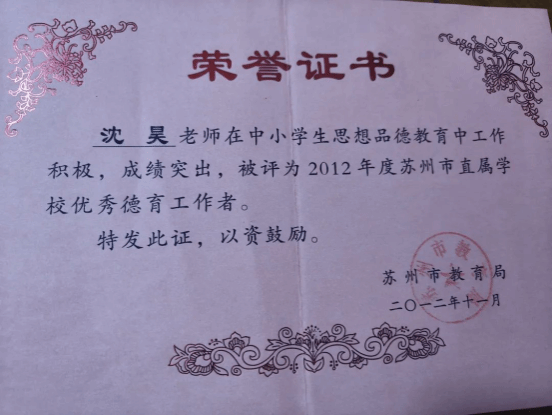 荣誉证书
沈昊老师在中小学生思想品德教育中工作
积极，成绩突出，被评为2012年度苏州市直属学
校优秀德育工作者。
特发此证，以资鼓励。
苏州市教育局
二〇一二年十一月